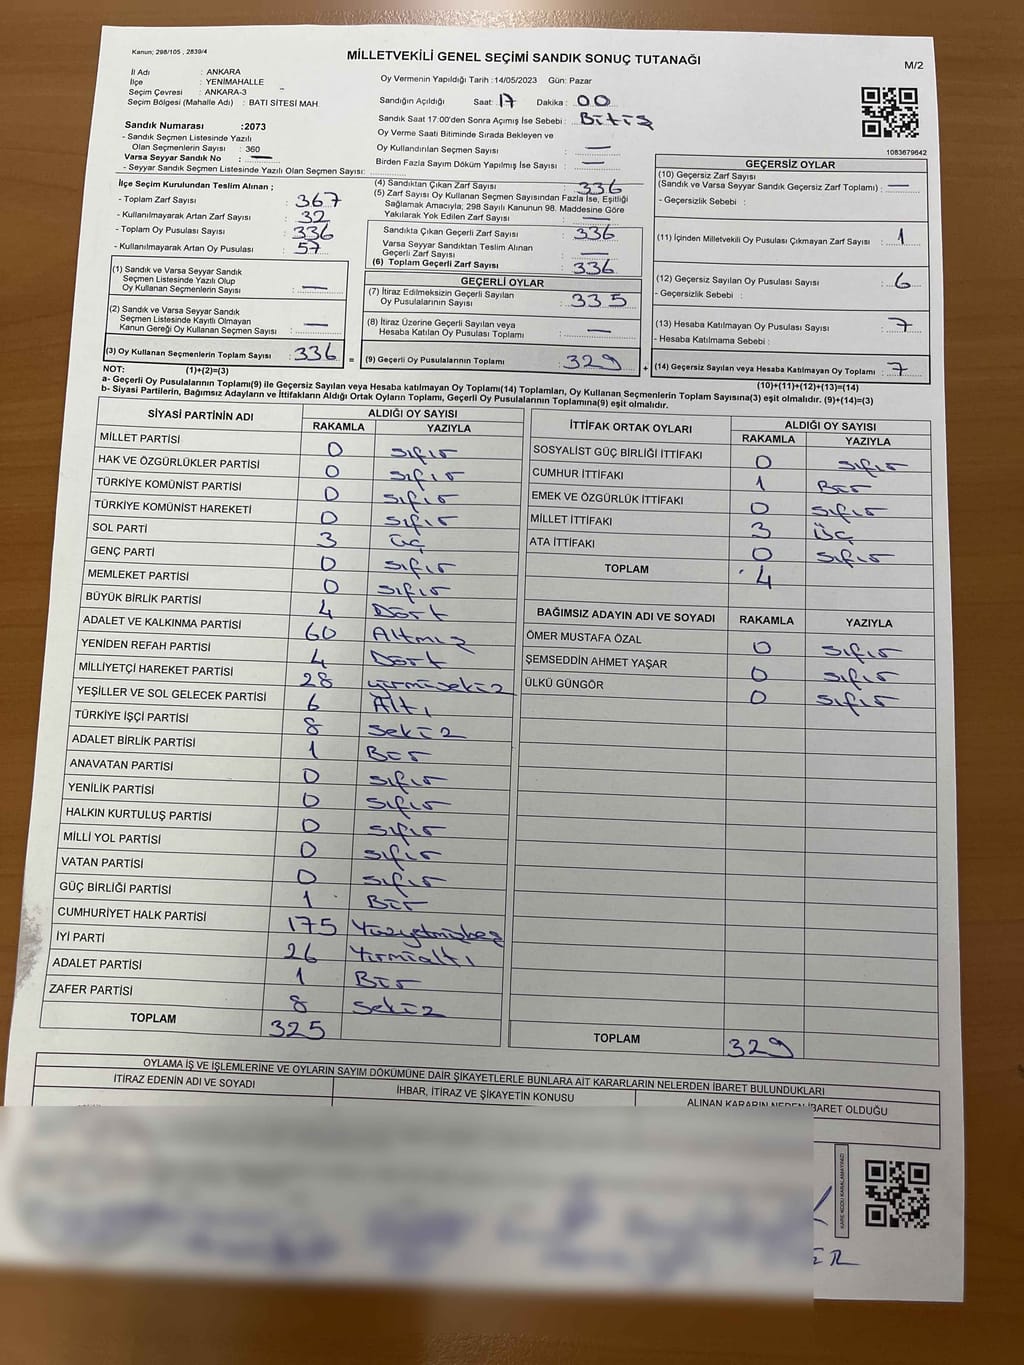 Kanun; 298/105 , 2839/4
MİLLETVEKİLİ GENEL SEÇİMİ SANDIK SONUÇ TUTANAĞI
M/2
İl Adı : ANKARA
İlçe : YENİMAHALLE
Seçim Çevresi : ANKARA-3
Seçim Bölgesi (Mahalle Adı) : BATI SİTESİ MAH.
Sandık Numarası :2073
- Sandık Seçmen Listesinde Yazılı
Olan Seçmenlerin Sayısı : 360
Varsa Seyyar Sandık No : —
- Seyyar Sandık Seçmen Listesinde Yazılı Olan Seçmen Sayısı:
Oy Vermenin Yapıldığı Tarih :14/05/2023 Gün: Pazar
Sandığın Açıldığı Saat: 17 Dakika : 00
Sandık Saat 17:00'den Sonra Açımış İse Sebebi : Bitiş
Oy Verme Saati Bitiminde Sırada Bekleyen ve
Oy Kullandırılan Seçmen Sayısı : —
Birden Fazla Sayım Döküm Yapılmış İse Sayısı : —
1083679642
İlçe Seçim Kurulundan Teslim Alınan ;
- Toplam Zarf Sayısı : 367
- Kullanılmayarak Artan Zarf Sayısı : 32
- Toplam Oy Pusulası Sayısı : 336
- Kullanılmayarak Artan Oy Pusulası : 57
(1) Sandık ve Varsa Seyyar Sandık
Seçmen Listesinde Yazılı Olup
Oy Kullanan Seçmenlerin Sayısı : —
(2) Sandık ve Varsa Seyyar Sandık
Seçmen Listesinde Kayıtlı Olmayan
Kanun Gereği Oy Kullanan Seçmen Sayısı : —
(3) Oy Kullanan Seçmenlerin Toplam Sayısı : 336 =
(1)+(2)=(3)
(4) Sandıktan Çıkan Zarf Sayısı : 336
(5) Zarf Sayısı Oy Kullanan Seçmen Sayısından Fazla İse, Eşitliği
Sağlamak Amacıyla; 298 Sayılı Kanunun 98. Maddesine Göre
Yakılarak Yok Edilen Zarf Sayısı : —
Sandıkta Çıkan Geçerli Zarf Sayısı : 336
Varsa Seyyar Sandıktan Teslim Alınan
Geçerli Zarf Sayısı : —
(6) Toplam Geçerli Zarf Sayısı : 336
GEÇERLİ OYLAR
(7) İtiraz Edilmeksizin Geçerli Sayılan
Oy Pusulalarının Sayısı : 335
(8) İtiraz Üzerine Geçerli Sayılan veya
Hesaba Katılan Oy Pusulaları Toplamı : —
(9) Geçerli Oy Pusulalarının Toplamı : 329 +
GEÇERSİZ OYLAR
(10) Geçersiz Zarf Sayısı
(Sandık ve Varsa Seyyar Sandık Geçersiz Zarf Toplamı) : —
- Geçersizlik Sebebi :
(11) İçinden Milletvekili Oy Pusulası Çıkmayan Zarf Sayısı : 1
(12) Geçersiz Sayılan Oy Pusulası Sayısı : 6
- Geçersizlik Sebebi :
(13) Hesaba Katılmayan Oy Pusulası Sayısı : 7
- Hesaba Katılmama Sebebi :
(14) Geçersiz Sayılan veya Hesaba Katılmayan Oy Toplamı : 7
(10)+(11)+(12)+(13)=(14)
NOT:
a- Geçerli Oy Pusulalarının Toplamı(9) ile Geçersiz Sayılan veya Hesaba katılmayan Oy Toplamı(14) Toplamları, Oy Kullanan Seçmenlerin Toplam Sayısına(3) eşit olmalıdır. (9)+(14)=(3)
b- Siyasi Partilerin, Bağımsız Adayların ve İttifakların Aldığı Ortak Oyların Toplamı, Geçerli Oy Pusulalarının Toplamına(9) eşit olmalıdır.
SİYASİ PARTİNİN ADI ALDIĞI OY SAYISI
RAKAMLA YAZIYLA
MİLLET PARTİSİ 0 sıfır
HAK VE ÖZGÜRLÜKLER PARTİSİ 0 sıfır
TÜRKİYE KOMÜNİST PARTİSİ 0 sıfır
TÜRKİYE KOMÜNİST HAREKETİ 0 sıfır
SOL PARTİ 3 üç
GENÇ PARTİ 0 sıfır
MEMLEKET PARTİSİ 0 sıfır
BÜYÜK BİRLİK PARTİSİ 4 Dört
ADALET VE KALKINMA PARTİSİ 60 Altmış
YENİDEN REFAH PARTİSİ 4 Dört
MİLLİYETÇİ HAREKET PARTİSİ 28 yirmisekiz
YEŞİLLER VE SOL GELECEK PARTİSİ 6 Altı
TÜRKİYE İŞÇİ PARTİSİ 8 sekiz
ADALET BİRLİK PARTİSİ 1 Bir
ANAVATAN PARTİSİ 0 sıfır
YENİLİK PARTİSİ 0 sıfır
HALKIN KURTULUŞ PARTİSİ 0 sıfır
MİLLİ YOL PARTİSİ 0 sıfır
VATAN PARTİSİ 0 sıfır
GÜÇ BİRLİĞİ PARTİSİ 1 Bir
CUMHURİYET HALK PARTİSİ 175 Yüzyetmişbeş
İYİ PARTİ 26 Yirmialtı
ADALET PARTİSİ 1 Bir
ZAFER PARTİSİ 8 sekiz
TOPLAM 325
İTTİFAK ORTAK OYLARI ALDIĞI OY SAYISI
RAKAMLA YAZIYLA
SOSYALİST GÜÇ BİRLİĞİ İTTİFAKI 0 sıfır
CUMHUR İTTİFAKI 1 Bir
EMEK VE ÖZGÜRLÜK İTTİFAKI 0 sıfır
MİLLET İTTİFAKI 3 üç
ATA İTTİFAKI 0 sıfır
TOPLAM 4
BAĞIMSIZ ADAYIN ADI VE SOYADI RAKAMLA YAZIYLA
ÖMER MUSTAFA ÖZAL 0 sıfır
ŞEMSEDDİN AHMET YAŞAR 0 sıfır
ÜLKÜ GÜNGÖR 0 sıfır
TOPLAM 329
OYLAMA İŞ VE İŞLEMLERİNE VE OYLARIN SAYIM DÖKÜMÜNE DAİR ŞİKAYETLERLE BUNLARA AİT KARARLARIN NELERDEN İBARET BULUNDUKLARI
İTİRAZ EDENİN ADI VE SOYADI İHBAR, İTİRAZ VE ŞİKAYETİN KONUSU ALINAN KARARIN NEDEN İBARET OLDUĞU
KARE KODU KARALAMAYINIZ!